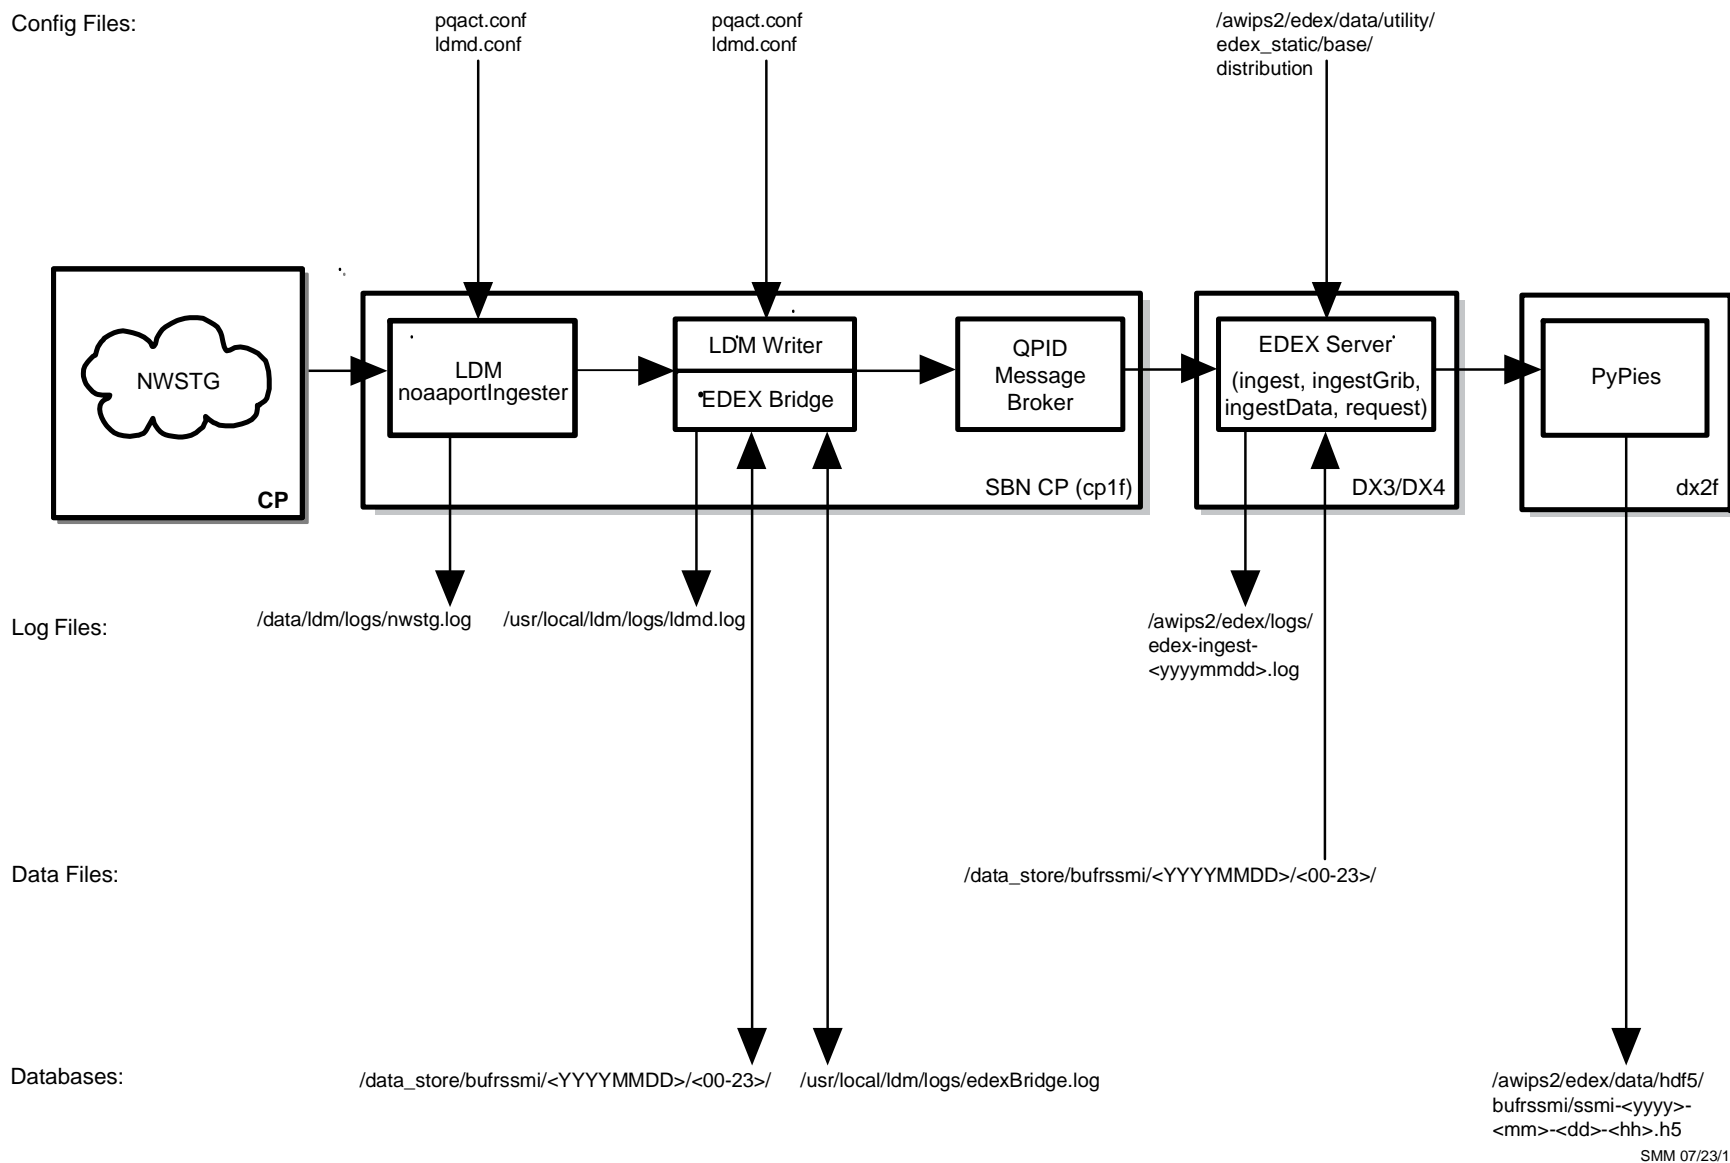 Config Files:
pqact.conf
ldmd.conf
pqact.conf
ldmd.conf
/awips2/edex/data/utility/
edex_static/base/
distribution
NWSTG
CP
LDM
noaaportIngester
LDM Writer
EDEX Bridge
QPID
Message
Broker
SBN CP (cp1f)
EDEX Server
(ingest, ingestGrib,
ingestData, request)
DX3/DX4
PyPies
dx2f
Log Files:
/data/ldm/logs/nwstg.log
/usr/local/ldm/logs/ldmd.log
/awips2/edex/logs/
edex-ingest-
<yyyymmdd>.log
Data Files:
/data_store/bufrssmi/<YYYYMMDD>/<00-23>/
Databases:
/data_store/bufrssmi/<YYYYMMDD>/<00-23>/
/usr/local/ldm/logs/edexBridge.log
/awips2/edex/data/hdf5/
bufrssmi/ssmi-<yyyy>-
<mm>-<dd>-<hh>.h5
SMM 07/23/1